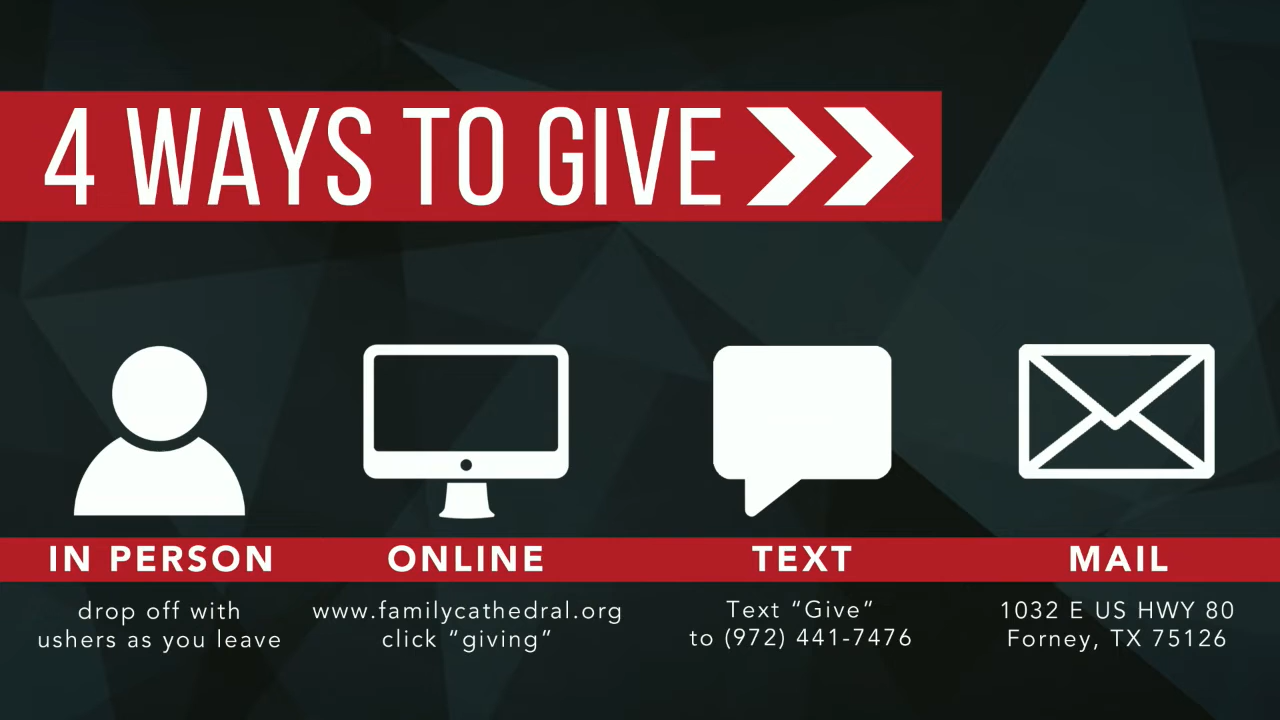 4 WAYS TO GIVE
IN PERSON
drop off with
ushers as you leave
ONLINE
www.familycathedral.org
click “giving”
TEXT
Text “Give”
to (972) 441-7476
MAIL
1032 E US HWY 80
Forney, TX 75126